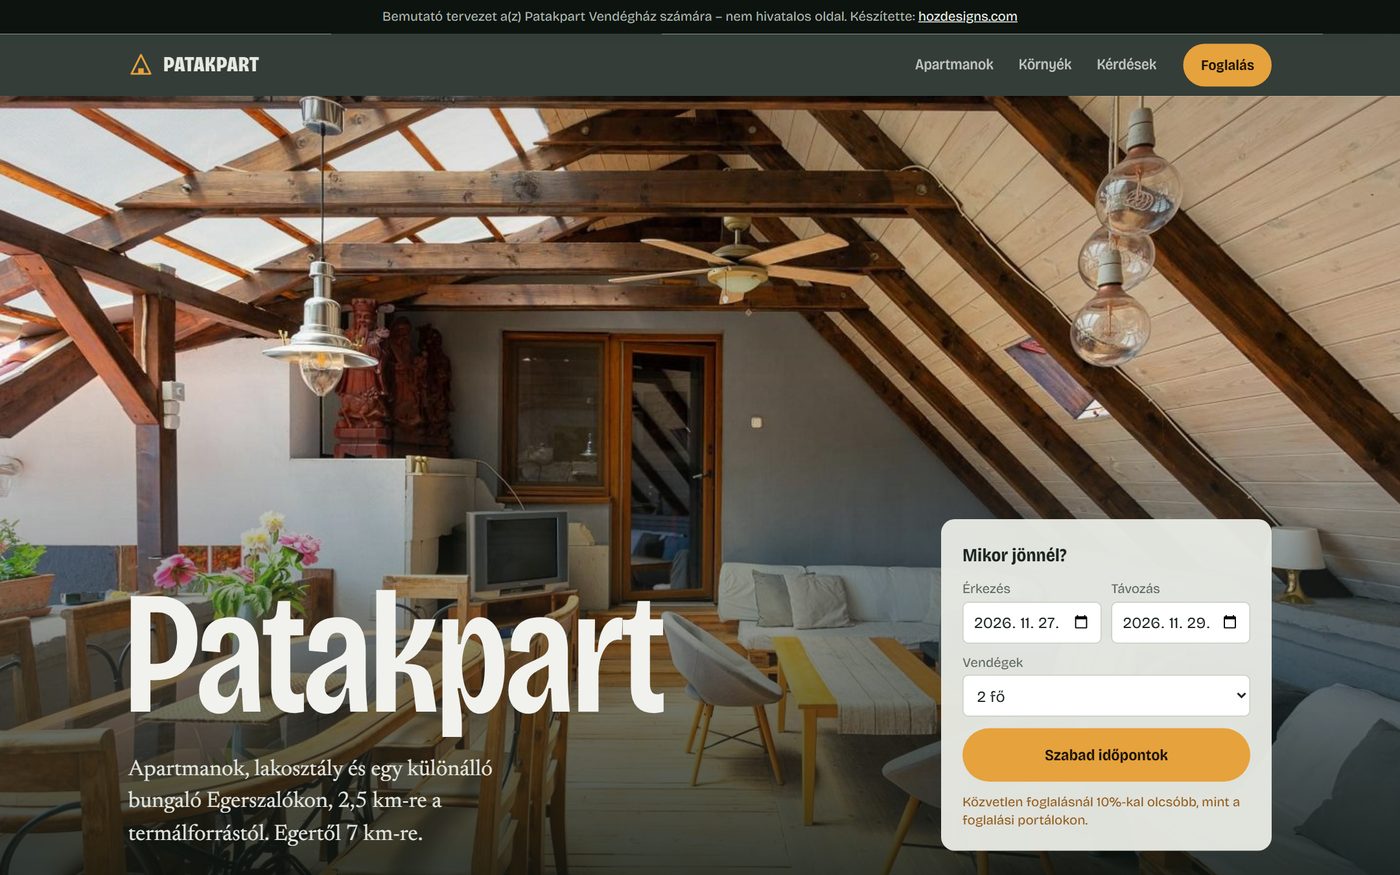 Bemutató tervezet a(z) Patakpart Vendégház számára – nem hivatalos oldal. Készítette: hozdesigns.com
PATAKPART
Apartmanok
Környék
Kérdések
Foglalás
Patakpart
Apartmanok, lakosztály és egy különálló
bungaló Egerszalókon, 2,5 km-re a
termálforrástól. Egertől 7 km-re.
Mikor jönnél?
Érkezés
Távozás
2026. 11. 27.
2026. 11. 29.
Vendégek
2 fő
Szabad időpontok
Közvetlen foglalásnál 10%-kal olcsóbb, mint a
foglalási portálokon.